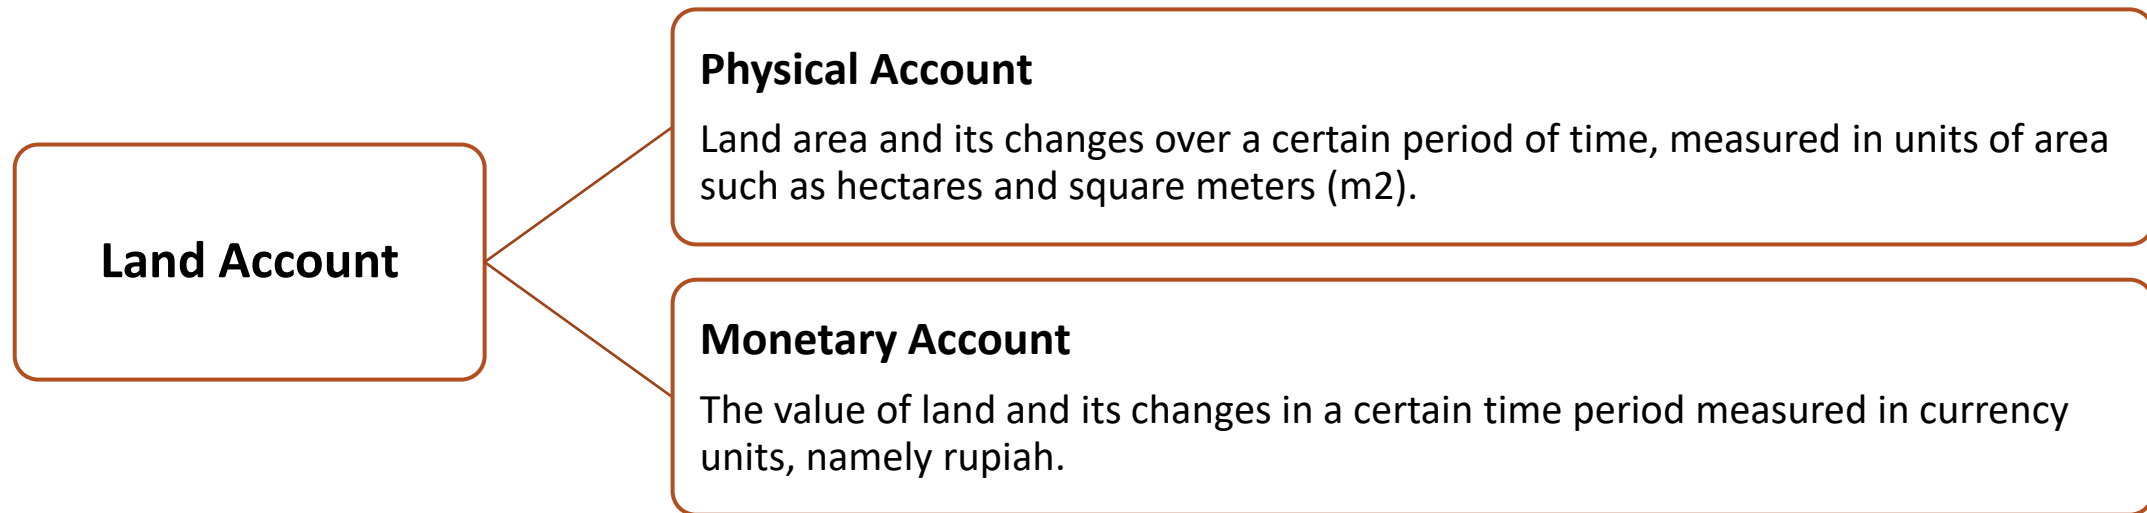 Land Account
Physical Account
Land area and its changes over a certain period of time, measured in units of area
such as hectares and square meters (m2).
Monetary Account
The value of land and its changes in a certain time period measured in currency
units, namely rupiah.